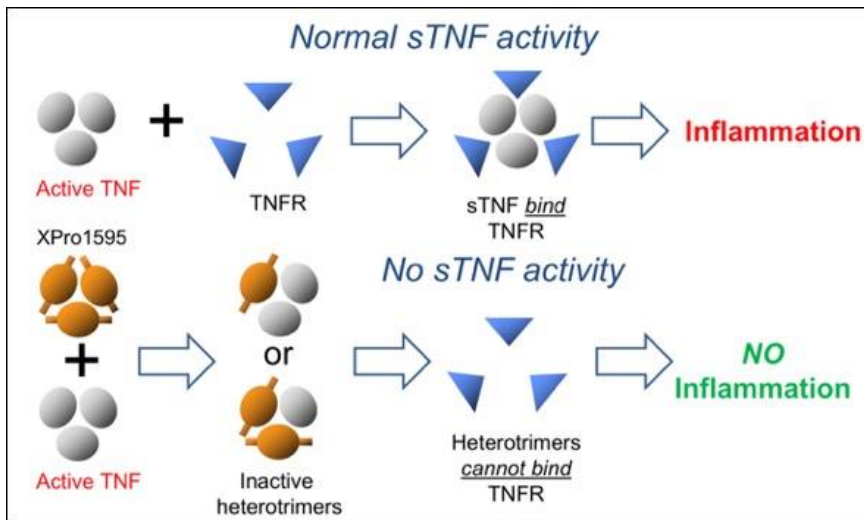 Normal sTNF activity
+
Active TNF
TNFR
sTNF bind
TNFR
Inflammation
XPro1595
No sTNF activity
+
Active TNF
or
Inactive
heterotrimers
Heterotrimers
cannot bind
TNFR
NO
Inflammation